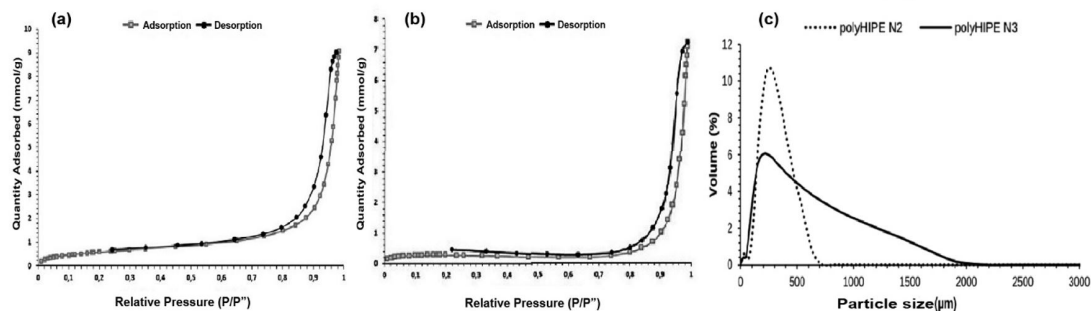 (a)
Adsorption Desorption
Quantity Adsorbed (mmol/g)
10
9
8
7
6
5
4
3
2
1
0
0 0,1 0,2 0,3 0,4 0,5 0,6 0,7 0,8 0,9 1
Relative Pressure (P/P")
(b)
Adsorption Desorption
Quantity Adsorbed (mmol/g)
8
7
6
5
4
3
2
1
0
0 0,1 0,2 0,3 0,4 0,5 0,6 0,7 0,8 0,9 1
Relative Pressure (P/P")
(c)
polyHIPE N2 polyHIPE N3
Volume (%)
12
10
8
6
4
2
0
0 500 1000 1500 2000 2500 3000
Particle size(µm)